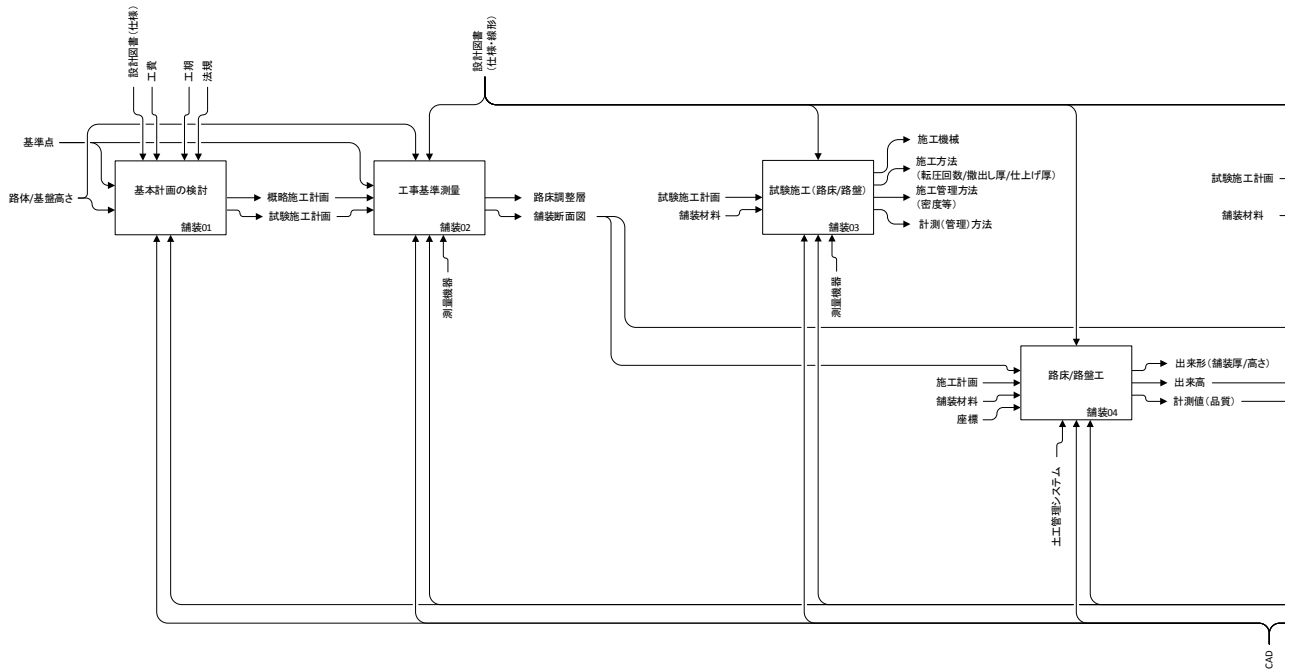 設計図書(仕様)
工費
工期
法規
設計図書
(仕様・線形)
基準点
路体/基盤高さ
基本計画の検討
舗装01
概略施工計画
試験施工計画
工事基準測量
舗装02
測量機器
路床調整層
舗装断面図
試験施工計画
舗装材料
試験施工(路床/路盤)
舗装03
測量機器
施工機械
施工方法
(転圧回数/撒出し厚/仕上げ厚)
施工管理方法
(密度等)
計測(管理)方法
試験施工計画
舗装材料
施工計画
舗装材料
座標
路床/路盤工
舗装04
土工管理システム
出来形(舗装厚/高さ)
出来高
計測値(品質)
CAD